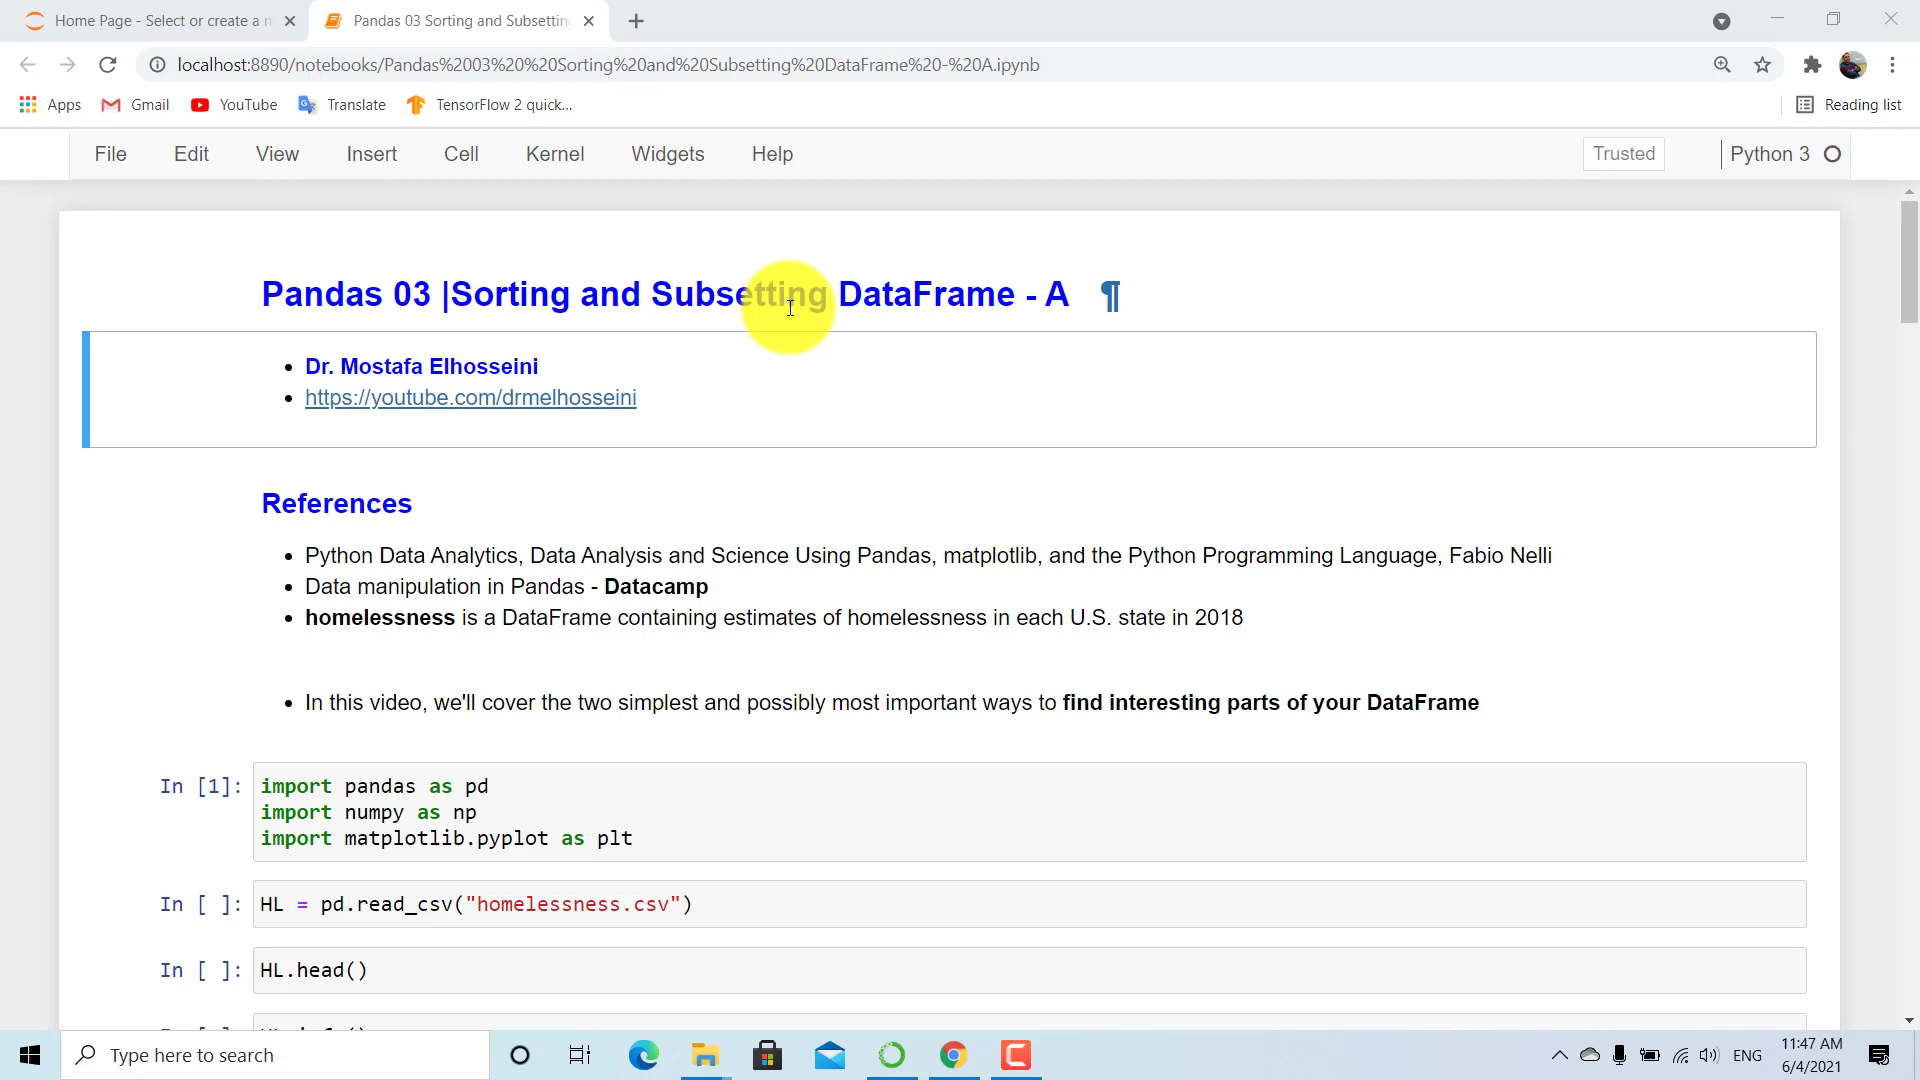 Home Page - Select or create a n
Pandas 03 Sorting and Subsettin
localhost:8890/notebooks/Pandas%2003%20%20Sorting%20and%20Subsetting%20DataFrame%20-%20A.ipynb
Apps Gmail YouTube Translate TensorFlow 2 quick... Reading list
File Edit View Insert Cell Kernel Widgets Help Trusted Python 3
Pandas 03 |Sorting and Subsetting DataFrame - A ¶
• Dr. Mostafa Elhosseini
• https://youtube.com/drmelhosseini
References
• Python Data Analytics, Data Analysis and Science Using Pandas, matplotlib, and the Python Programming Language, Fabio Nelli
• Data manipulation in Pandas - Datacamp
• homelessness is a DataFrame containing estimates of homelessness in each U.S. state in 2018
• In this video, we'll cover the two simplest and possibly most important ways to find interesting parts of your DataFrame
In [1]: import pandas as pd
import numpy as np
import matplotlib.pyplot as plt
In [ ]: HL = pd.read_csv("homelessness.csv")
In [ ]: HL.head()
Type here to search
ENG
11:47 AM
6/4/2021